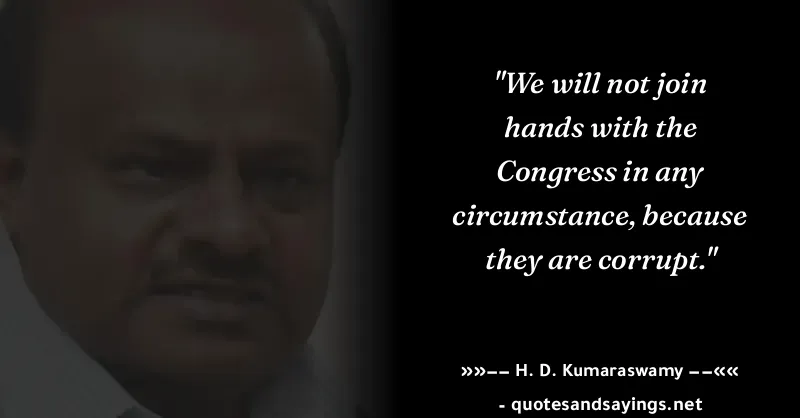 "We will not join
hands with the
Congress in any
circumstance, because
they are corrupt."
»»-- H. D. Kumaraswamy --««
- quotesandsayings.net